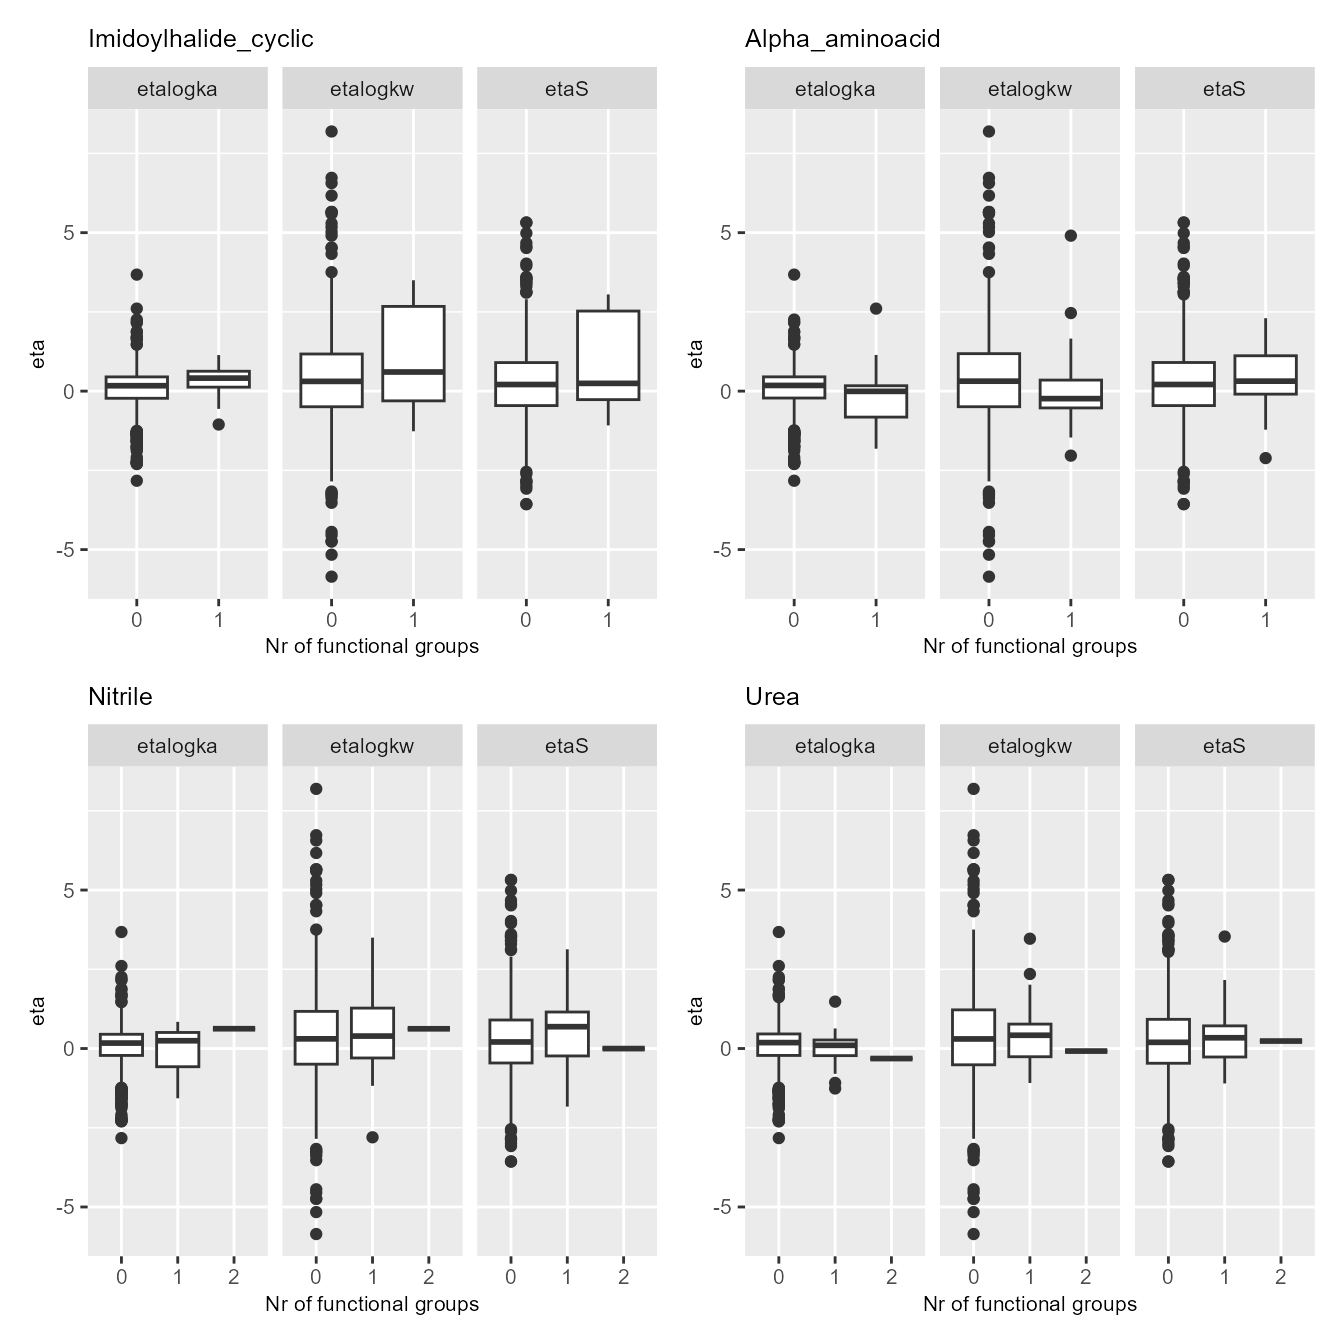 Imidoylhalide_cyclic
etalogka etalogkw etaS
eta
5
0
-5
0 1 0 1 0 1
Nr of functional groups
Alpha_aminoacid
etalogka etalogkw etaS
eta
5
0
-5
0 1 0 1 0 1
Nr of functional groups
Nitrile
etalogka etalogkw etaS
eta
5
0
-5
0 1 2 0 1 2 0 1 2
Nr of functional groups
Urea
etalogka etalogkw etaS
eta
5
0
-5
0 1 2 0 1 2 0 1 2
Nr of functional groups